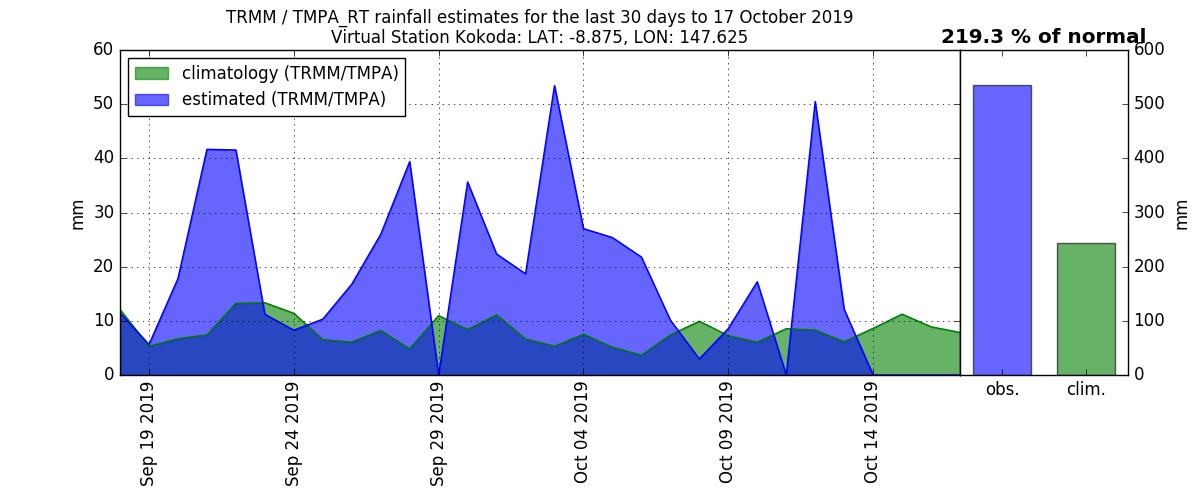 TRMM / TMPA_RT rainfall estimates for the last 30 days to 17 October 2019
Virtual Station Kokoda: LAT: -8.875, LON: 147.625
219.3 % of normal
climatology (TRMM/TMPA)
estimated (TRMM/TMPA)
60
50
40
30
20
10
0
mm
600
500
400
300
200
100
0
mm
Sep 19 2019
Sep 24 2019
Sep 29 2019
Oct 04 2019
Oct 09 2019
Oct 14 2019
obs.
clim.